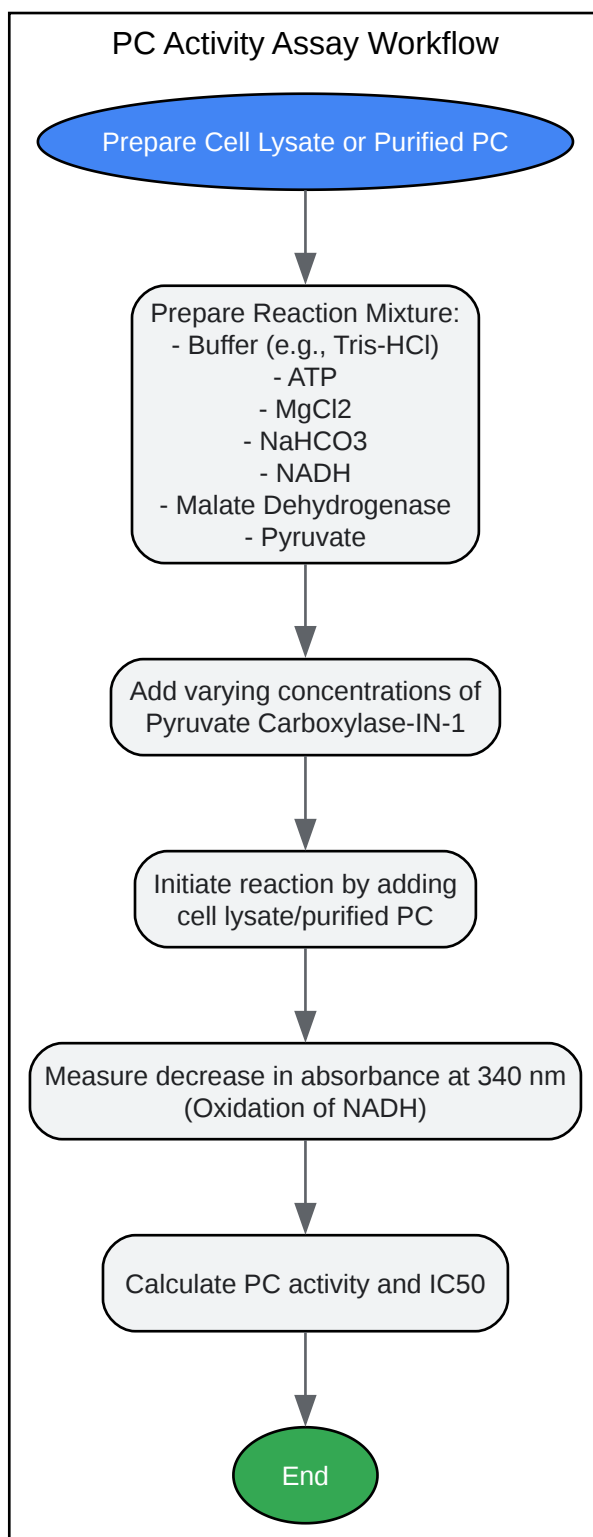 PC Activity Assay Workflow
Prepare Cell Lysate or Purified PC
Prepare Reaction Mixture:
- Buffer (e.g., Tris-HCl)
- ATP
- MgCl2
- NaHCO3
- NADH
- Malate Dehydrogenase
- Pyruvate
Add varying concentrations of
Pyruvate Carboxylase-IN-1
Initiate reaction by adding
cell lysate/purified PC
Measure decrease in absorbance at 340 nm
(Oxidation of NADH)
Calculate PC activity and IC50
End